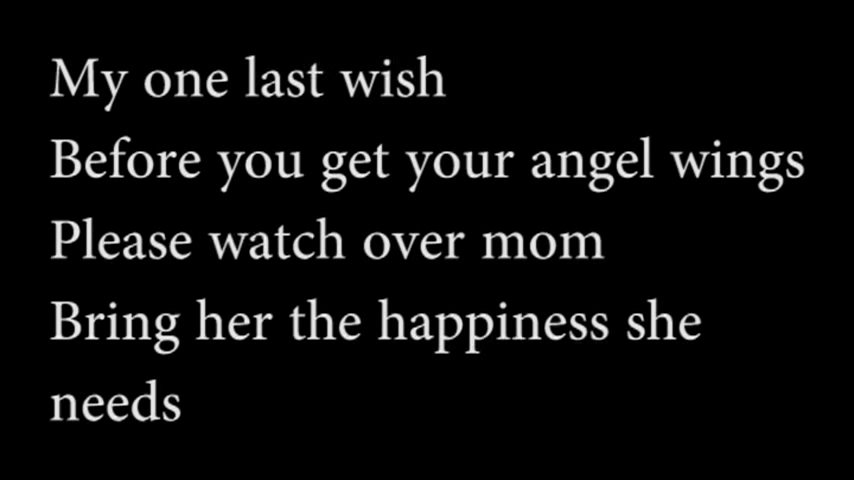 My one last wish
Before you get your angel wings
Please watch over mom
Bring her the happiness she
needs